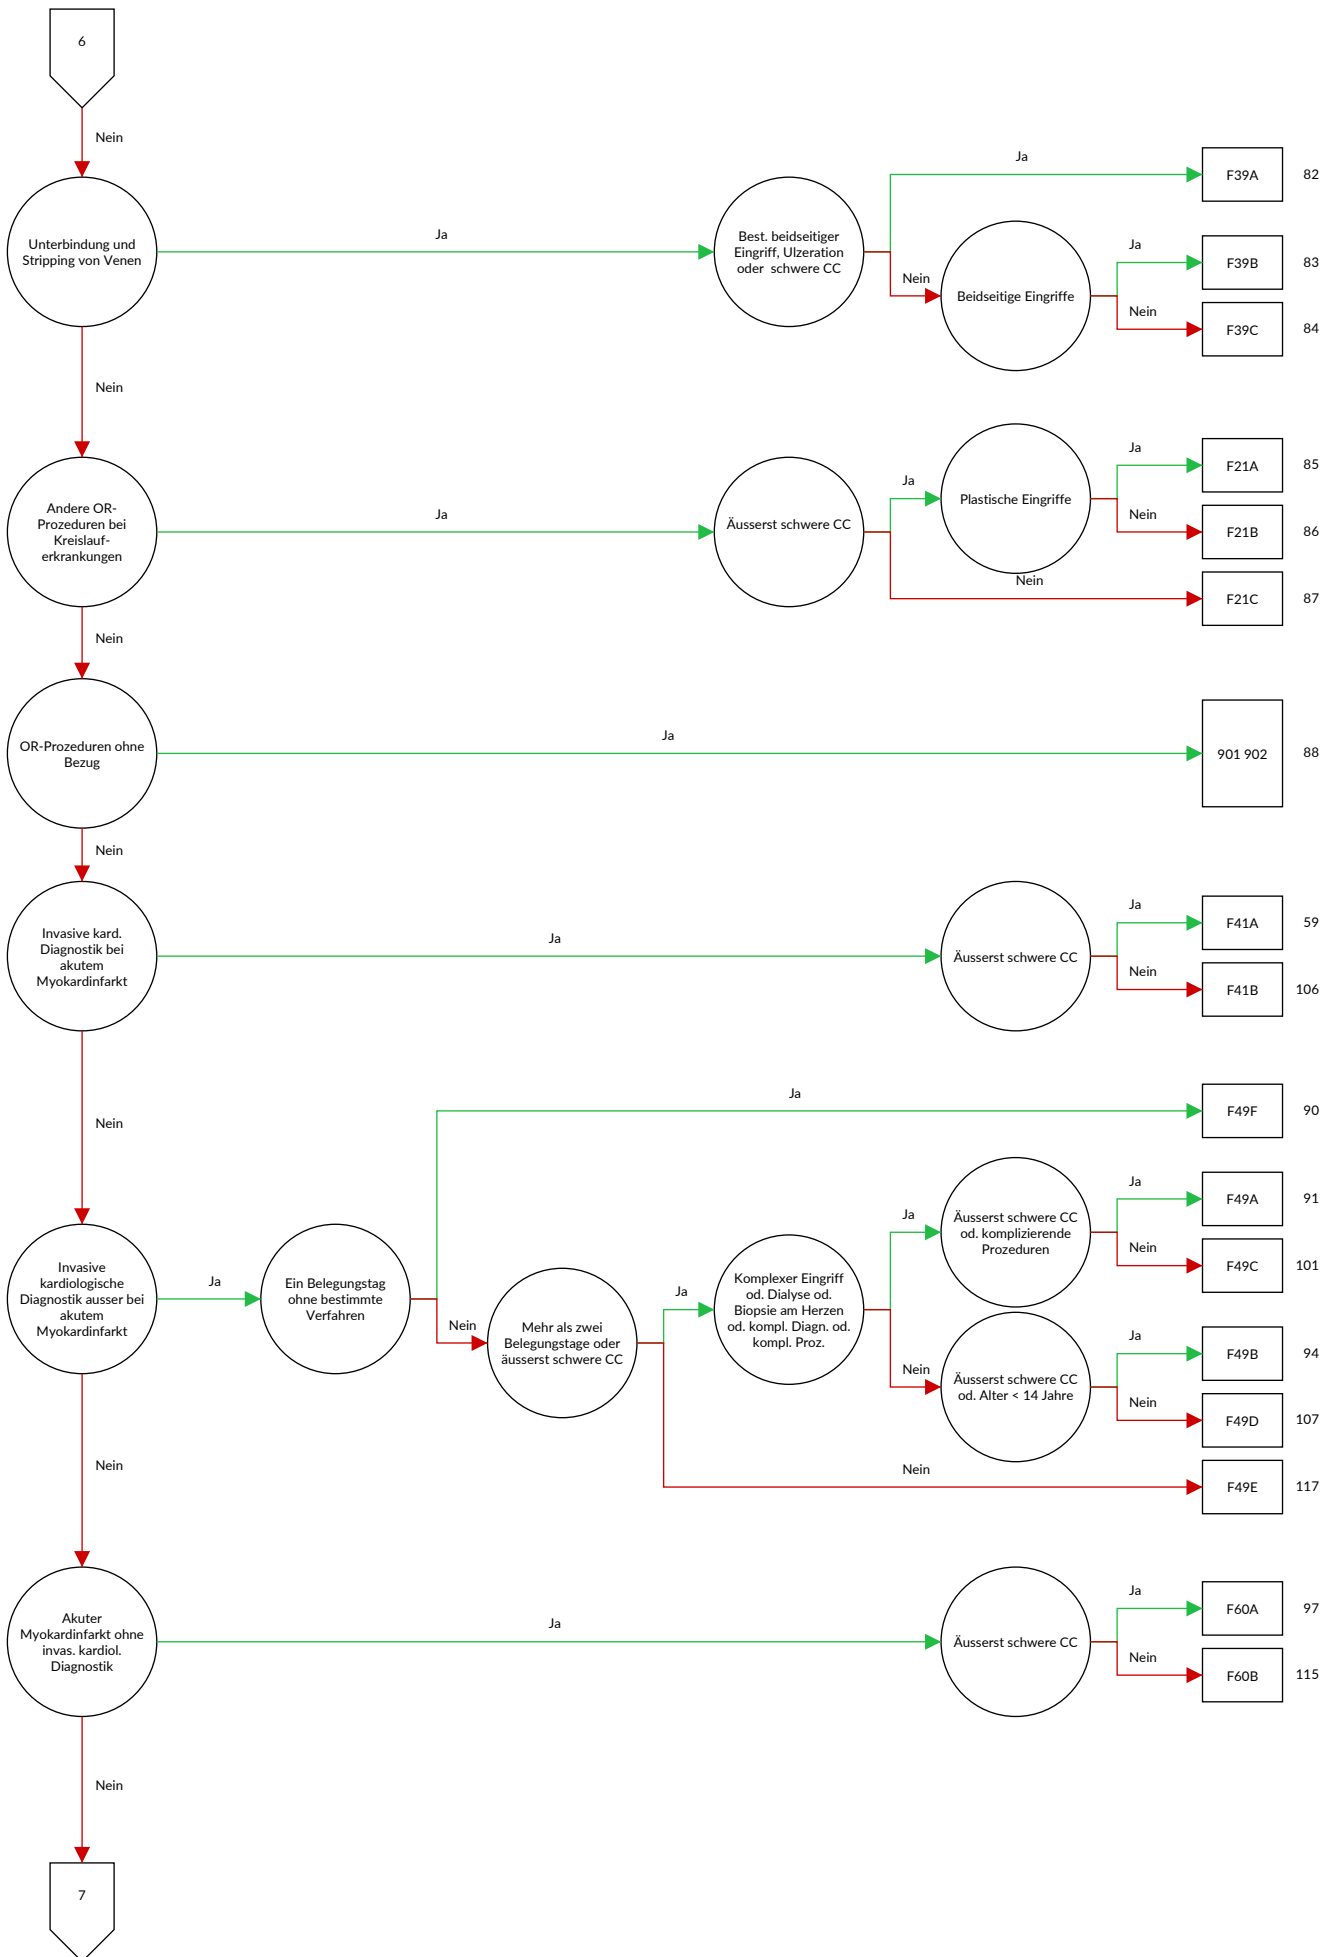 6
Nein
Unterbindung und
Stripping von Venen
Ja
Best. beidseitiger
Eingriff, Ulzeration
oder schwere CC
Ja
F39A
82
Nein
Beidseitige Eingriffe
Ja
F39B
83
Nein
F39C
84
Nein
Andere OR-
Prozeduren bei
Kreislauf-
erkrankungen
Ja
Äusserst schwere CC
Ja
Plastische Eingriffe
Ja
F21A
85
Nein
F21B
86
Nein
F21C
87
Nein
OR-Prozeduren ohne
Bezug
Ja
901 902
88
Nein
Invasive kard.
Diagnostik bei
akutem
Myokardinfarkt
Ja
Äusserst schwere CC
Ja
F41A
59
Nein
F41B
106
Nein
Invasive
kardiologische
Diagnostik ausser bei
akutem
Myokardinfarkt
Ja
Ein Belegungstag
ohne bestimmte
Verfahren
Ja
F49F
90
Nein
Mehr als zwei
Belegungstage oder
äusserst schwere CC
Ja
Komplexer Eingriff
od. Dialyse od.
Biopsie am Herzen
od. kompl. Diagn. od.
kompl. Proz.
Ja
Äusserst schwere CC
od. komplizierende
Prozeduren
Ja
F49A
91
Nein
F49C
101
Nein
Äusserst schwere CC
od. Alter < 14 Jahre
Ja
F49B
94
Nein
F49D
107
Nein
F49E
117
Nein
Akuter
Myokardinfarkt ohne
invas. kardiol.
Diagnostik
Ja
Äusserst schwere CC
Ja
F60A
97
Nein
F60B
115
Nein
7